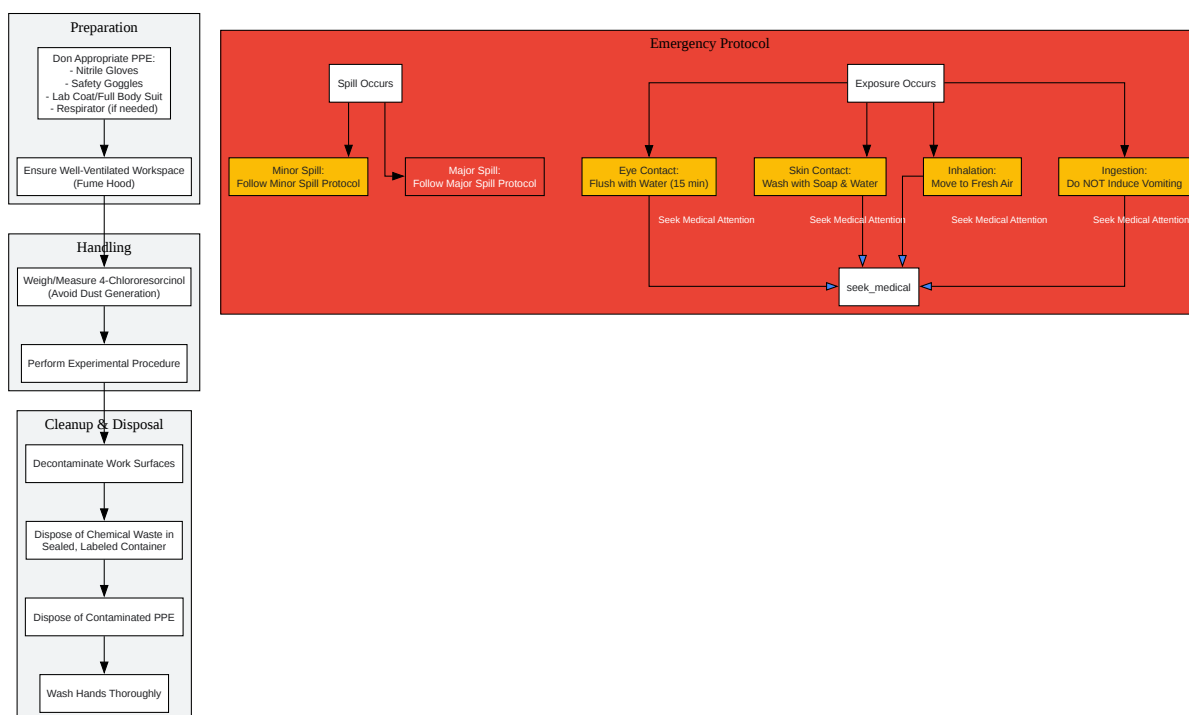 Preparation
Don Appropriate PPE:
- Nitrile Gloves
- Safety Goggles
- Lab Coat/Full Body Suit
- Respirator (if needed)
Ensure Well-Ventilated Workspace
(Fume Hood)
Handling
Weigh/Measure 4-Chlororesorcinol
(Avoid Dust Generation)
Perform Experimental Procedure
Cleanup & Disposal
Decontaminate Work Surfaces
Dispose of Chemical Waste in
Sealed, Labeled Container
Dispose of Contaminated PPE
Wash Hands Thoroughly
Emergency Protocol
Spill Occurs
Minor Spill:
Follow Minor Spill Protocol
Major Spill:
Follow Major Spill Protocol
Exposure Occurs
Eye Contact:
Flush with Water (15 min)
Skin Contact:
Wash with Soap & Water
Inhalation:
Move to Fresh Air
Ingestion:
Do NOT Induce Vomiting
Seek Medical Attention
Seek Medical Attention
Seek Medical Attention
Seek Medical Attention
seek_medical